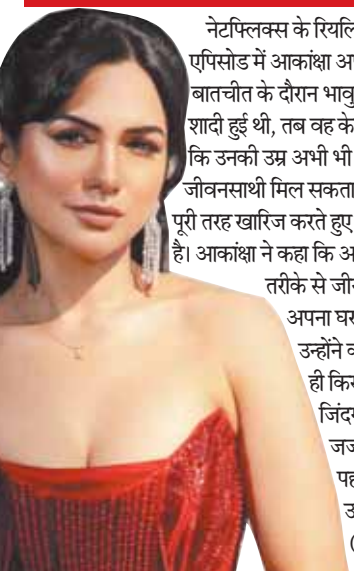 नेटफ्लिक्स के रियलि
एपिसोड में आकांक्षा अ
बातचीत के दौरान भावु
शादी हुई थी, तब वह के
कि उनकी उम्र अभी भी
जीवनसाथी मिल सकता
पूरी तरह खारिज करते हुए
है। आकांक्षा ने कहा कि अ
तरीके से जी
अपना घर
उन्होंने
ही कि
जिंद
पह